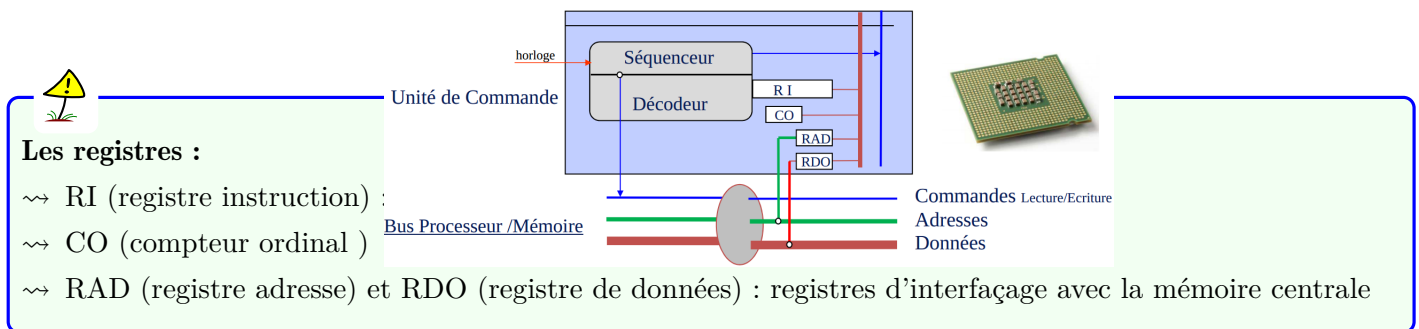 horloge
Séquenceur
Décodeur
Unité de Commande
R I
CO
RAD
RDO
Les registres :
⇝ RI (registre instruction) :
⇝ CO (compteur ordinal )
Bus Processeur /Mémoire
Commandes Lecture/Ecriture
Adresses
Données
⇝ RAD (registre adresse) et RDO (registre de données) : registres d'interfaçage avec la mémoire centrale